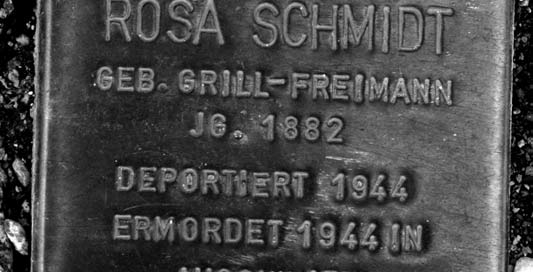 ROSA SCHMIDT
GEB. GRILL-FREIMANN
JG. 1882
DEPORTIERT 1944
ERMORDET 1944 IN